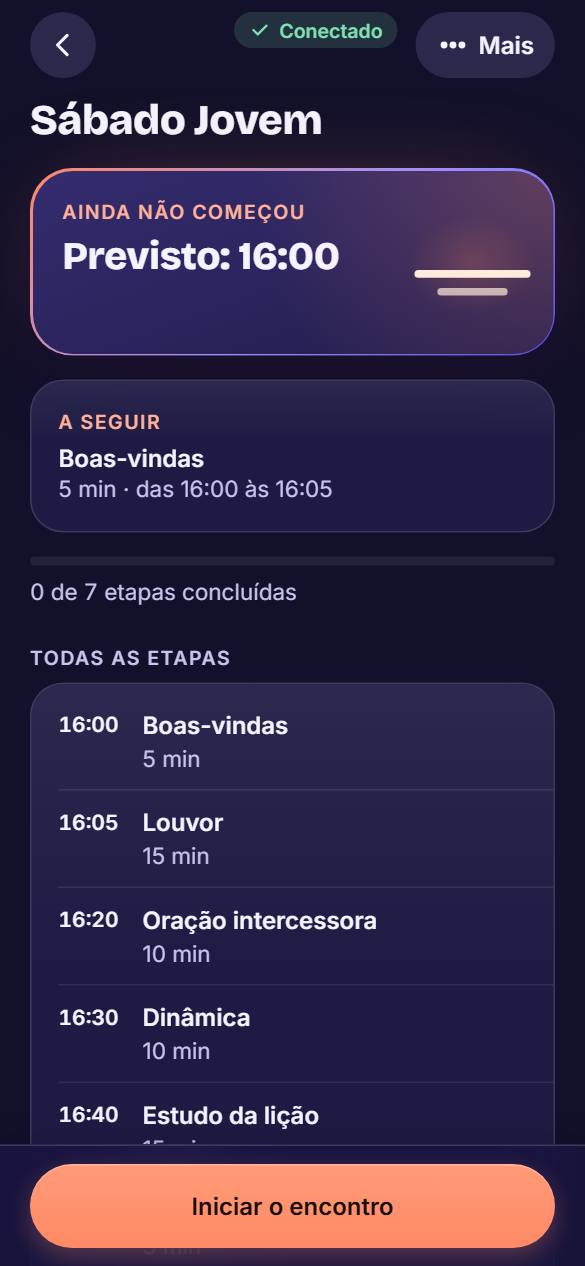 Conectado
Mais
Sábado Jovem
AINDA NÃO COMEÇOU
Previsto: 16:00
A SEGUIR
Boas-vindas
5 min · das 16:00 às 16:05
0 de 7 etapas concluídas
TODAS AS ETAPAS
16:00 Boas-vindas
5 min
16:05 Louvor
15 min
16:20 Oração intercessora
10 min
16:30 Dinâmica
10 min
16:40 Estudo da lição
Iniciar o encontro